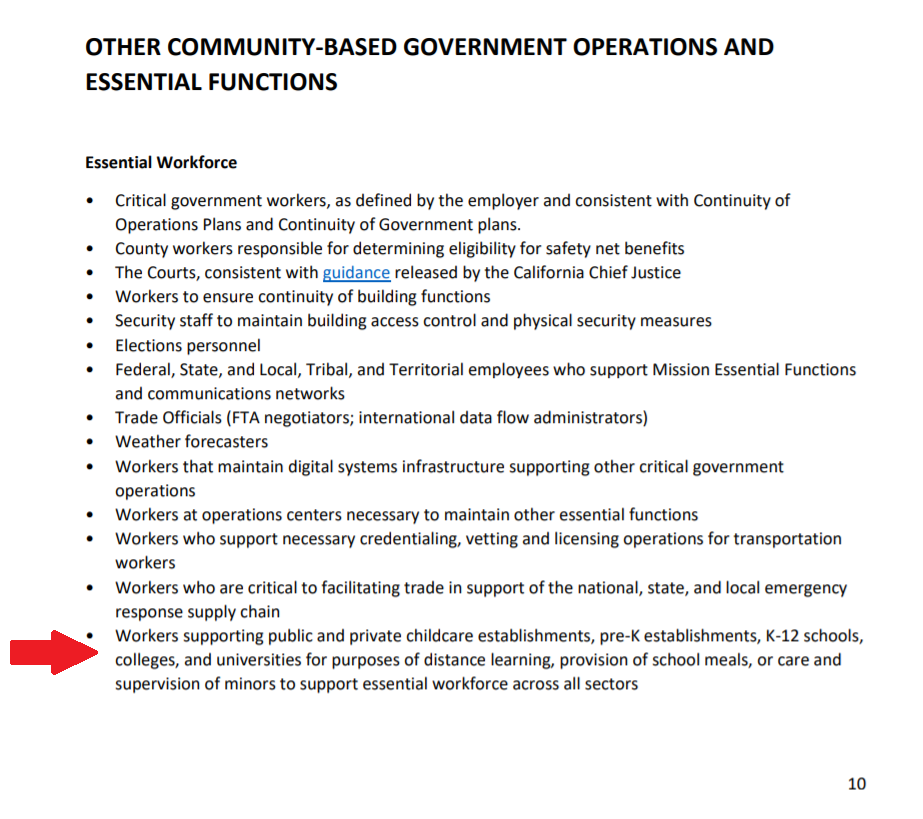 OTHER COMMUNITY-BASED GOVERNMENT OPERATIONS AND
ESSENTIAL FUNCTIONS
Essential Workforce
• Critical government workers, as defined by the employer and consistent with Continuity of
Operations Plans and Continuity of Government plans.
• County workers responsible for determining eligibility for safety net benefits
• The Courts, consistent with guidance released by the California Chief Justice
• Workers to ensure continuity of building functions
• Security staff to maintain building access control and physical security measures
• Elections personnel
• Federal, State, and Local, Tribal, and Territorial employees who support Mission Essential Functions
and communications networks
• Trade Officials (FTA negotiators; international data flow administrators)
• Weather forecasters
• Workers that maintain digital systems infrastructure supporting other critical government
operations
• Workers at operations centers necessary to maintain other essential functions
• Workers who support necessary credentialing, vetting and licensing operations for transportation
workers
• Workers who are critical to facilitating trade in support of the national, state, and local emergency
response supply chain
• Workers supporting public and private childcare establishments, pre-K establishments, K-12 schools,
colleges, and universities for purposes of distance learning, provision of school meals, or care and
supervision of minors to support essential workforce across all sectors
10